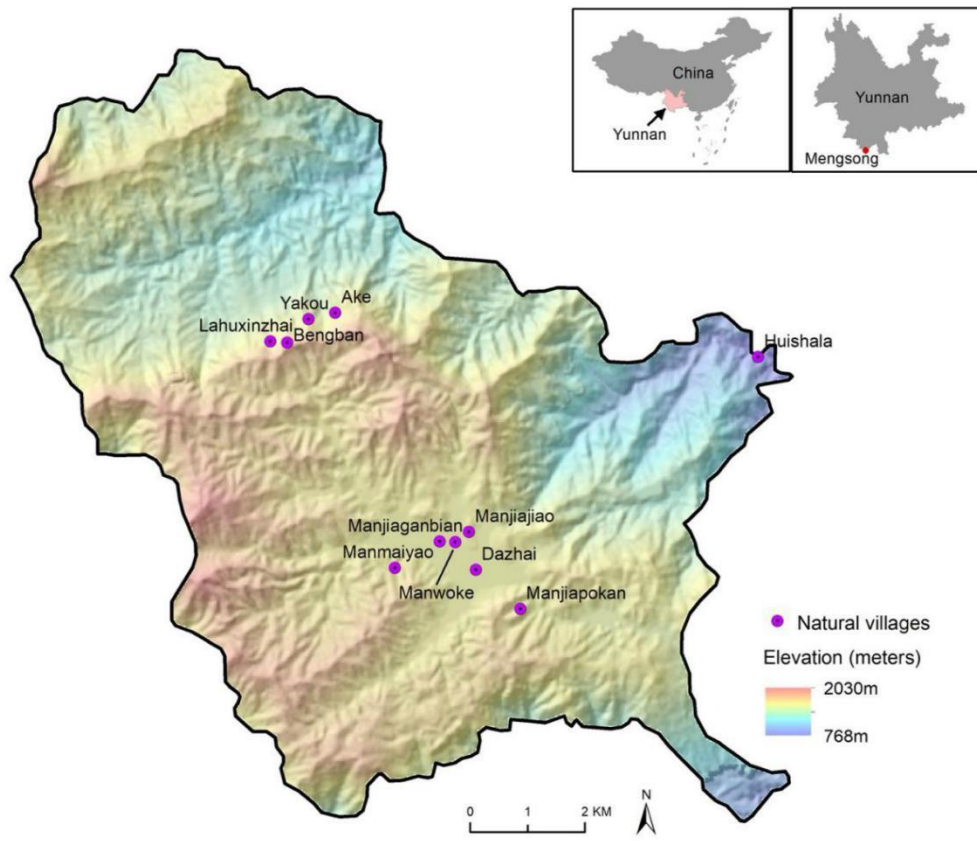 China
Yunnan
Yunnan
Mengsong
Ake
Yakou
Lahuxinzhai
Bengban
Huishala
Manjiajiao
Manjiaganbian
Manmaiyao
Dazhai
Manwoke
Manjiapokan
Natural villages
Elevation (meters)
2030m
768m
N
0 1 2 KM